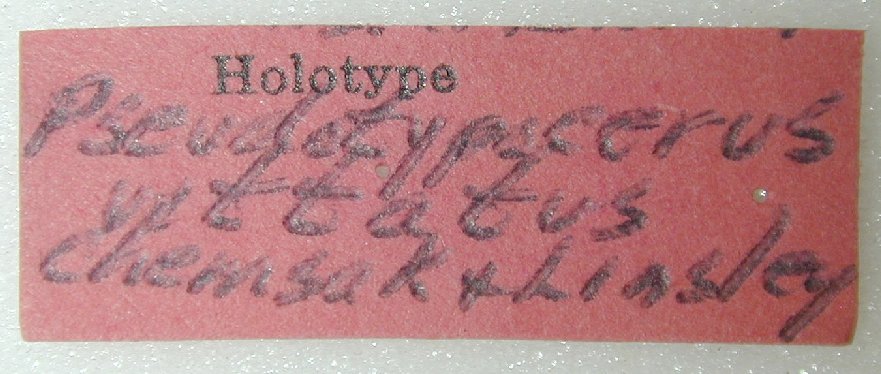 Holotype
Pseudotypocerus
vittatus
Chemsak & Linsley